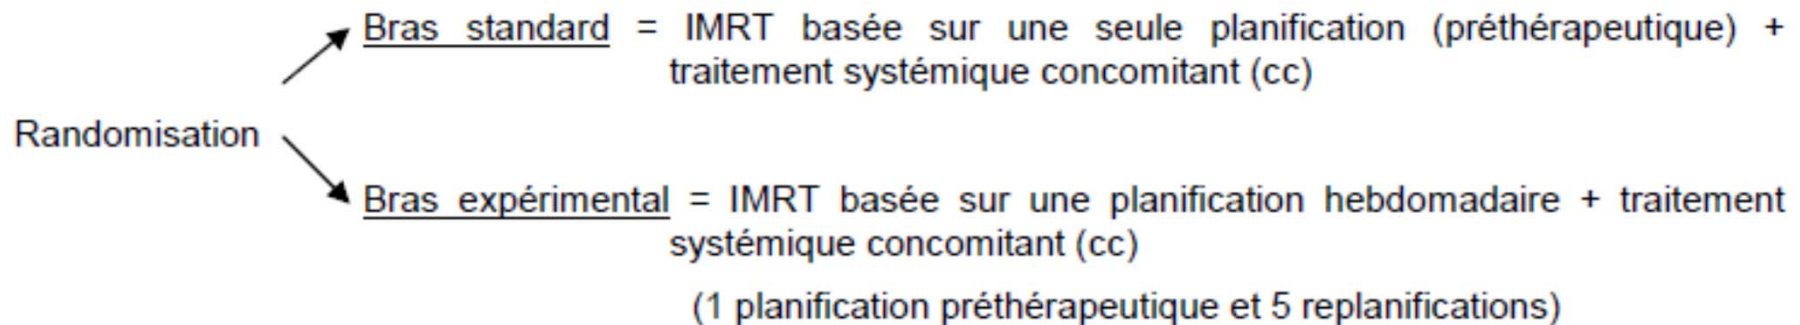 Bras standard = IMRT basée sur une seule planification (préthérapeutique) +
traitement systémique concomitant (cc)
Randomisation
Bras expérimental = IMRT basée sur une planification hebdomadaire + traitement
systémique concomitant (cc)
(1 planification préthérapeutique et 5 replanifications)